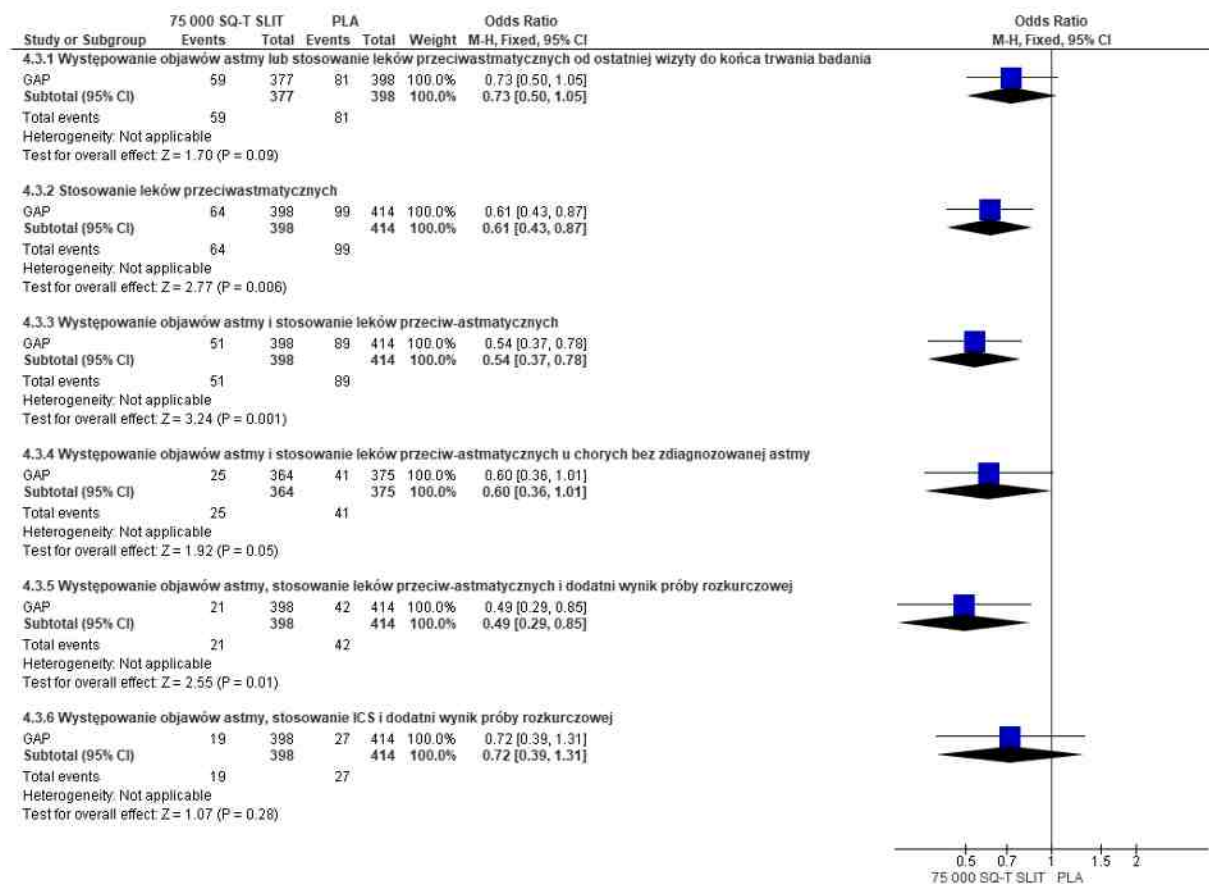 75 000 SQ-T SLIT PLA Odds Ratio Odds Ratio
Study or Subgroup Events Total Events Total Weight M-H, Fixed, 95% CI M-H, Fixed, 95% CI
4.3.1 Występowanie objawów astmy lub stosowanie leków przeciwastmatycznych od ostatniej wizyty do końca trwania badania
GAP 59 377 81 398 100.0% 0.73 [0.50, 1.05]
Subtotal (95% CI) 377 398 100.0% 0.73 [0.50, 1.05]
Total events 59 81
Heterogeneity: Not applicable
Test for overall effect: Z = 1.70 (P = 0.09)
4.3.2 Stosowanie leków przeciwastmatycznych
GAP 64 398 99 414 100.0% 0.61 [0.43, 0.87]
Subtotal (95% CI) 398 414 100.0% 0.61 [0.43, 0.87]
Total events 64 99
Heterogeneity: Not applicable
Test for overall effect: Z = 2.77 (P = 0.006)
4.3.3 Występowanie objawów astmy i stosowanie leków przeciw-astmatycznych
GAP 51 398 89 414 100.0% 0.54 [0.37, 0.78]
Subtotal (95% CI) 398 414 100.0% 0.54 [0.37, 0.78]
Total events 51 89
Heterogeneity: Not applicable
Test for overall effect: Z = 3.24 (P = 0.001)
4.3.4 Występowanie objawów astmy i stosowanie leków przeciw-astmatycznych u chorych bez zdiagnozowanej astmy
GAP 25 364 41 375 100.0% 0.60 [0.36, 1.01]
Subtotal (95% CI) 364 375 100.0% 0.60 [0.36, 1.01]
Total events 25 41
Heterogeneity: Not applicable
Test for overall effect: Z = 1.92 (P = 0.05)
4.3.5 Występowanie objawów astmy, stosowanie leków przeciw-astmatycznych i dodatni wynik próby rozkurczowej
GAP 21 398 42 414 100.0% 0.49 [0.29, 0.85]
Subtotal (95% CI) 398 414 100.0% 0.49 [0.29, 0.85]
Total events 21 42
Heterogeneity: Not applicable
Test for overall effect: Z = 2.55 (P = 0.01)
4.3.6 Występowanie objawów astmy, stosowanie ICS i dodatni wynik próby rozkurczowej
GAP 19 398 27 414 100.0% 0.72 [0.39, 1.31]
Subtotal (95% CI) 398 414 100.0% 0.72 [0.39, 1.31]
Total events 19 27
Heterogeneity: Not applicable
Test for overall effect: Z = 1.07 (P = 0.28)
0.5 0.7 1 1.5 2
75 000 SQ-T SLIT PLA